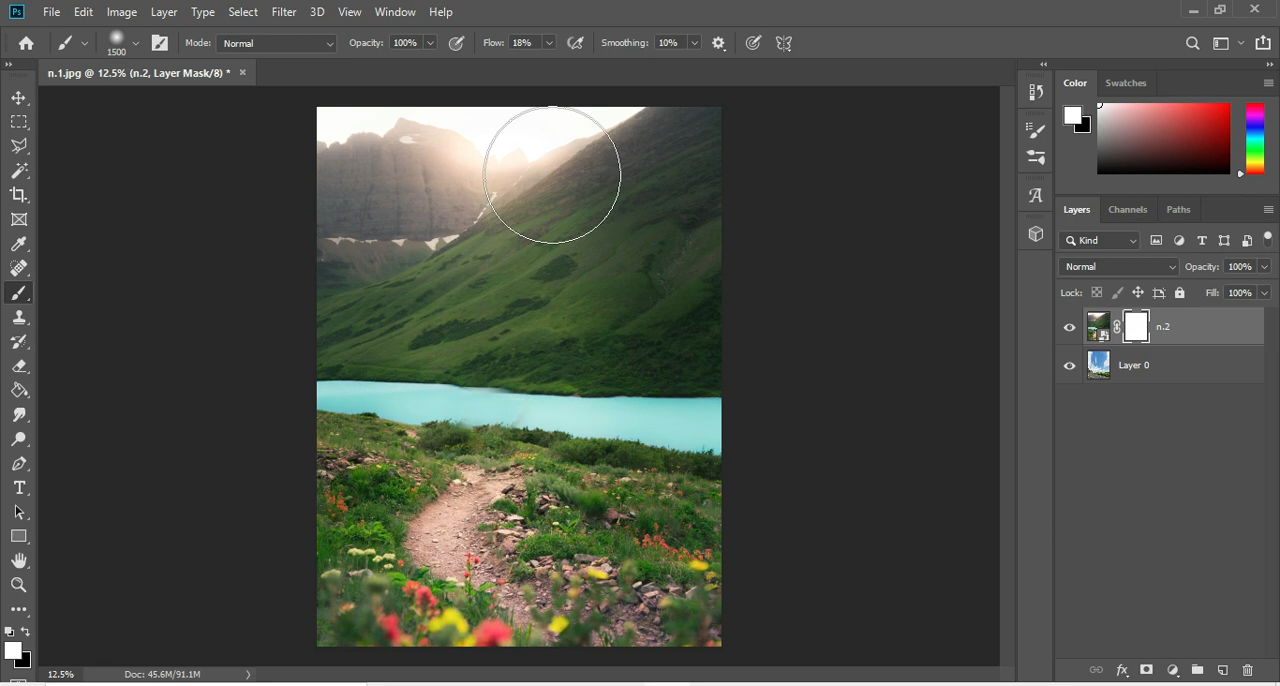 Ps File Edit Image Layer Type Select Filter 3D View Window Help
1500 Mode: Normal Opacity: 100% Flow: 18% Smoothing: 10%
n.1.jpg @ 12.5% (n.2, Layer Mask/8) * ×
Color Swatches
Layers Channels Paths
Kind
Normal Opacity: 100%
Lock: Fill: 100%
n.2
Layer 0
12.5% Doc: 45.6M/91.1M